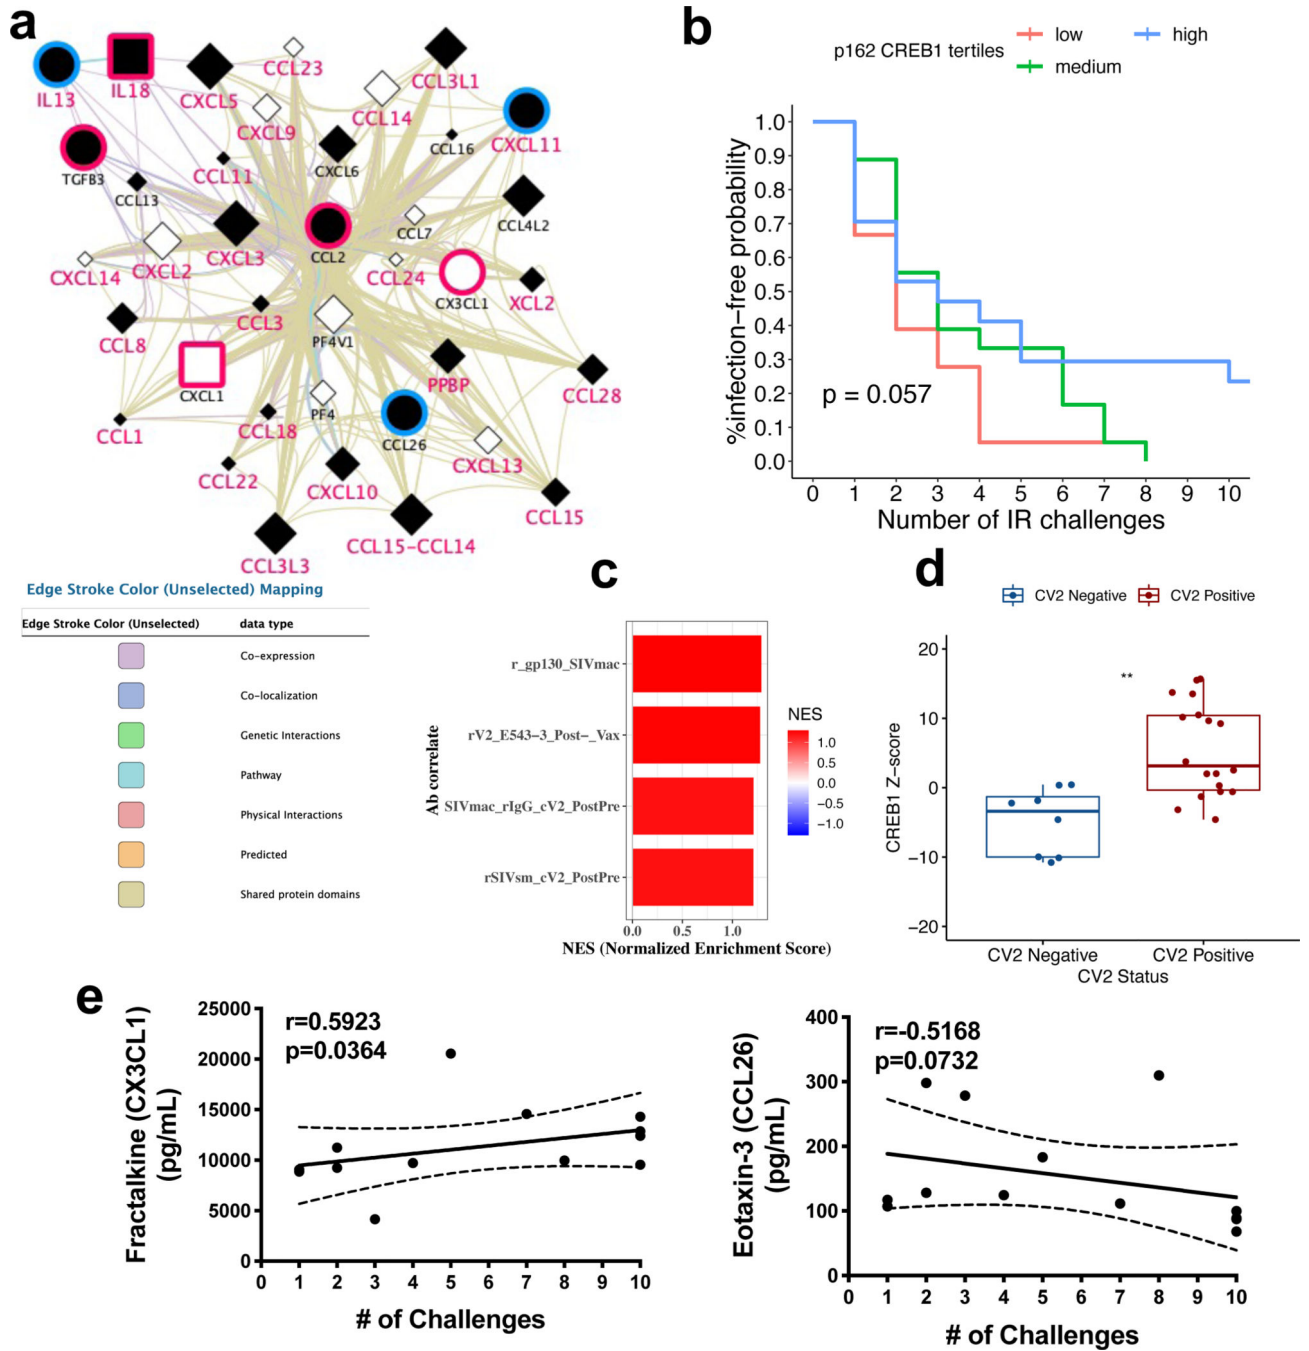 a
IL13
IL18
CXCL5
CCL23
CXCL9
CCL14
CCL3L1
CXCL11
CCL16
TGFB3
CCL13
CCL11
CXCL6
CCL4L2
CCL7
CXCL14
CXCL2
CXCL3
CCL2
CCL24
CX3CL1
XCL2
CCL8
CCL3
PF4V1
CXCL1
PPBP
CCL28
CCL1
CCL18
PF4
CCL26
CXCL13
CCL22
CXCL10
CCL15
CCL15-CCL14
CCL3L3
Edge Stroke Color (Unselected) Mapping
Edge Stroke Color (Unselected) data type
Co-expression
Co-localization
Genetic Interactions
Pathway
Physical Interactions
Predicted
Shared protein domains
b
p162 CREB1 tertiles
low
high
medium
%infection-free probability
1.0
0.9
0.8
0.7
0.6
0.5
0.4
0.3
0.2
0.1
0.0
p = 0.057
0 1 2 3 4 5 6 7 8 9 10
Number of IR challenges
c
Ab correlate
r_gp130_SIVmac
rV2_E543-3_Post-_Vax
SIVmac_rIgG_cV2_PostPre
rSIVsm_cV2_PostPre
0.0 0.5 1.0
NES (Normalized Enrichment Score)
NES
1.0
0.5
0.0
-0.5
-1.0
d
CV2 Negative CV2 Positive
CREB1 Z-score
20
10
0
-10
-20
**
CV2 Negative CV2 Positive
CV2 Status
e
Fractalkine (CX3CL1)
(pg/mL)
25000
20000
15000
10000
5000
0
r=0.5923
p=0.0364
0 1 2 3 4 5 6 7 8 9 10
# of Challenges
Eotaxin-3 (CCL26)
(pg/mL)
400
300
200
100
0
r=-0.5168
p=0.0732
0 1 2 3 4 5 6 7 8 9 10
# of Challenges